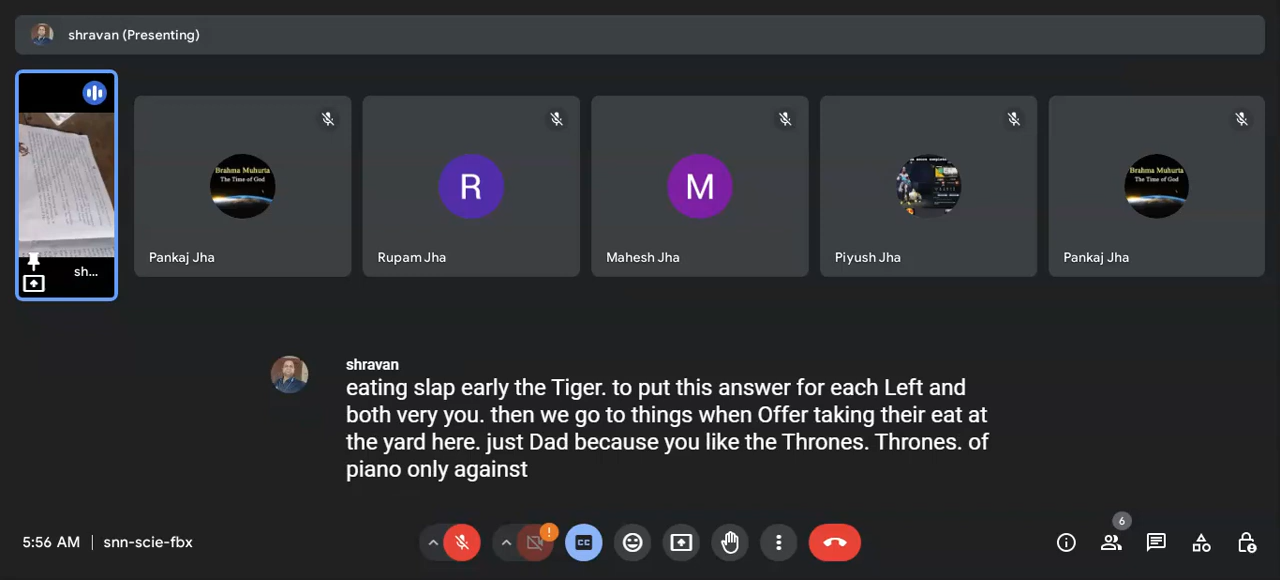 shravan (Presenting)
Brahma Muhurta
The Time of God
R
M
Brahma Muhurta
The Time of God
sh...
Pankaj Jha
Rupam Jha
Mahesh Jha
Piyush Jha
Pankaj Jha
shravan
eating slap early the Tiger. to put this answer for each Left and
both very you. then we go to things when Offer taking their eat at
the yard here. just Dad because you like the Thrones. Thrones. of
piano only against
6
5:56 AM | snn-scie-fbx
CC
!